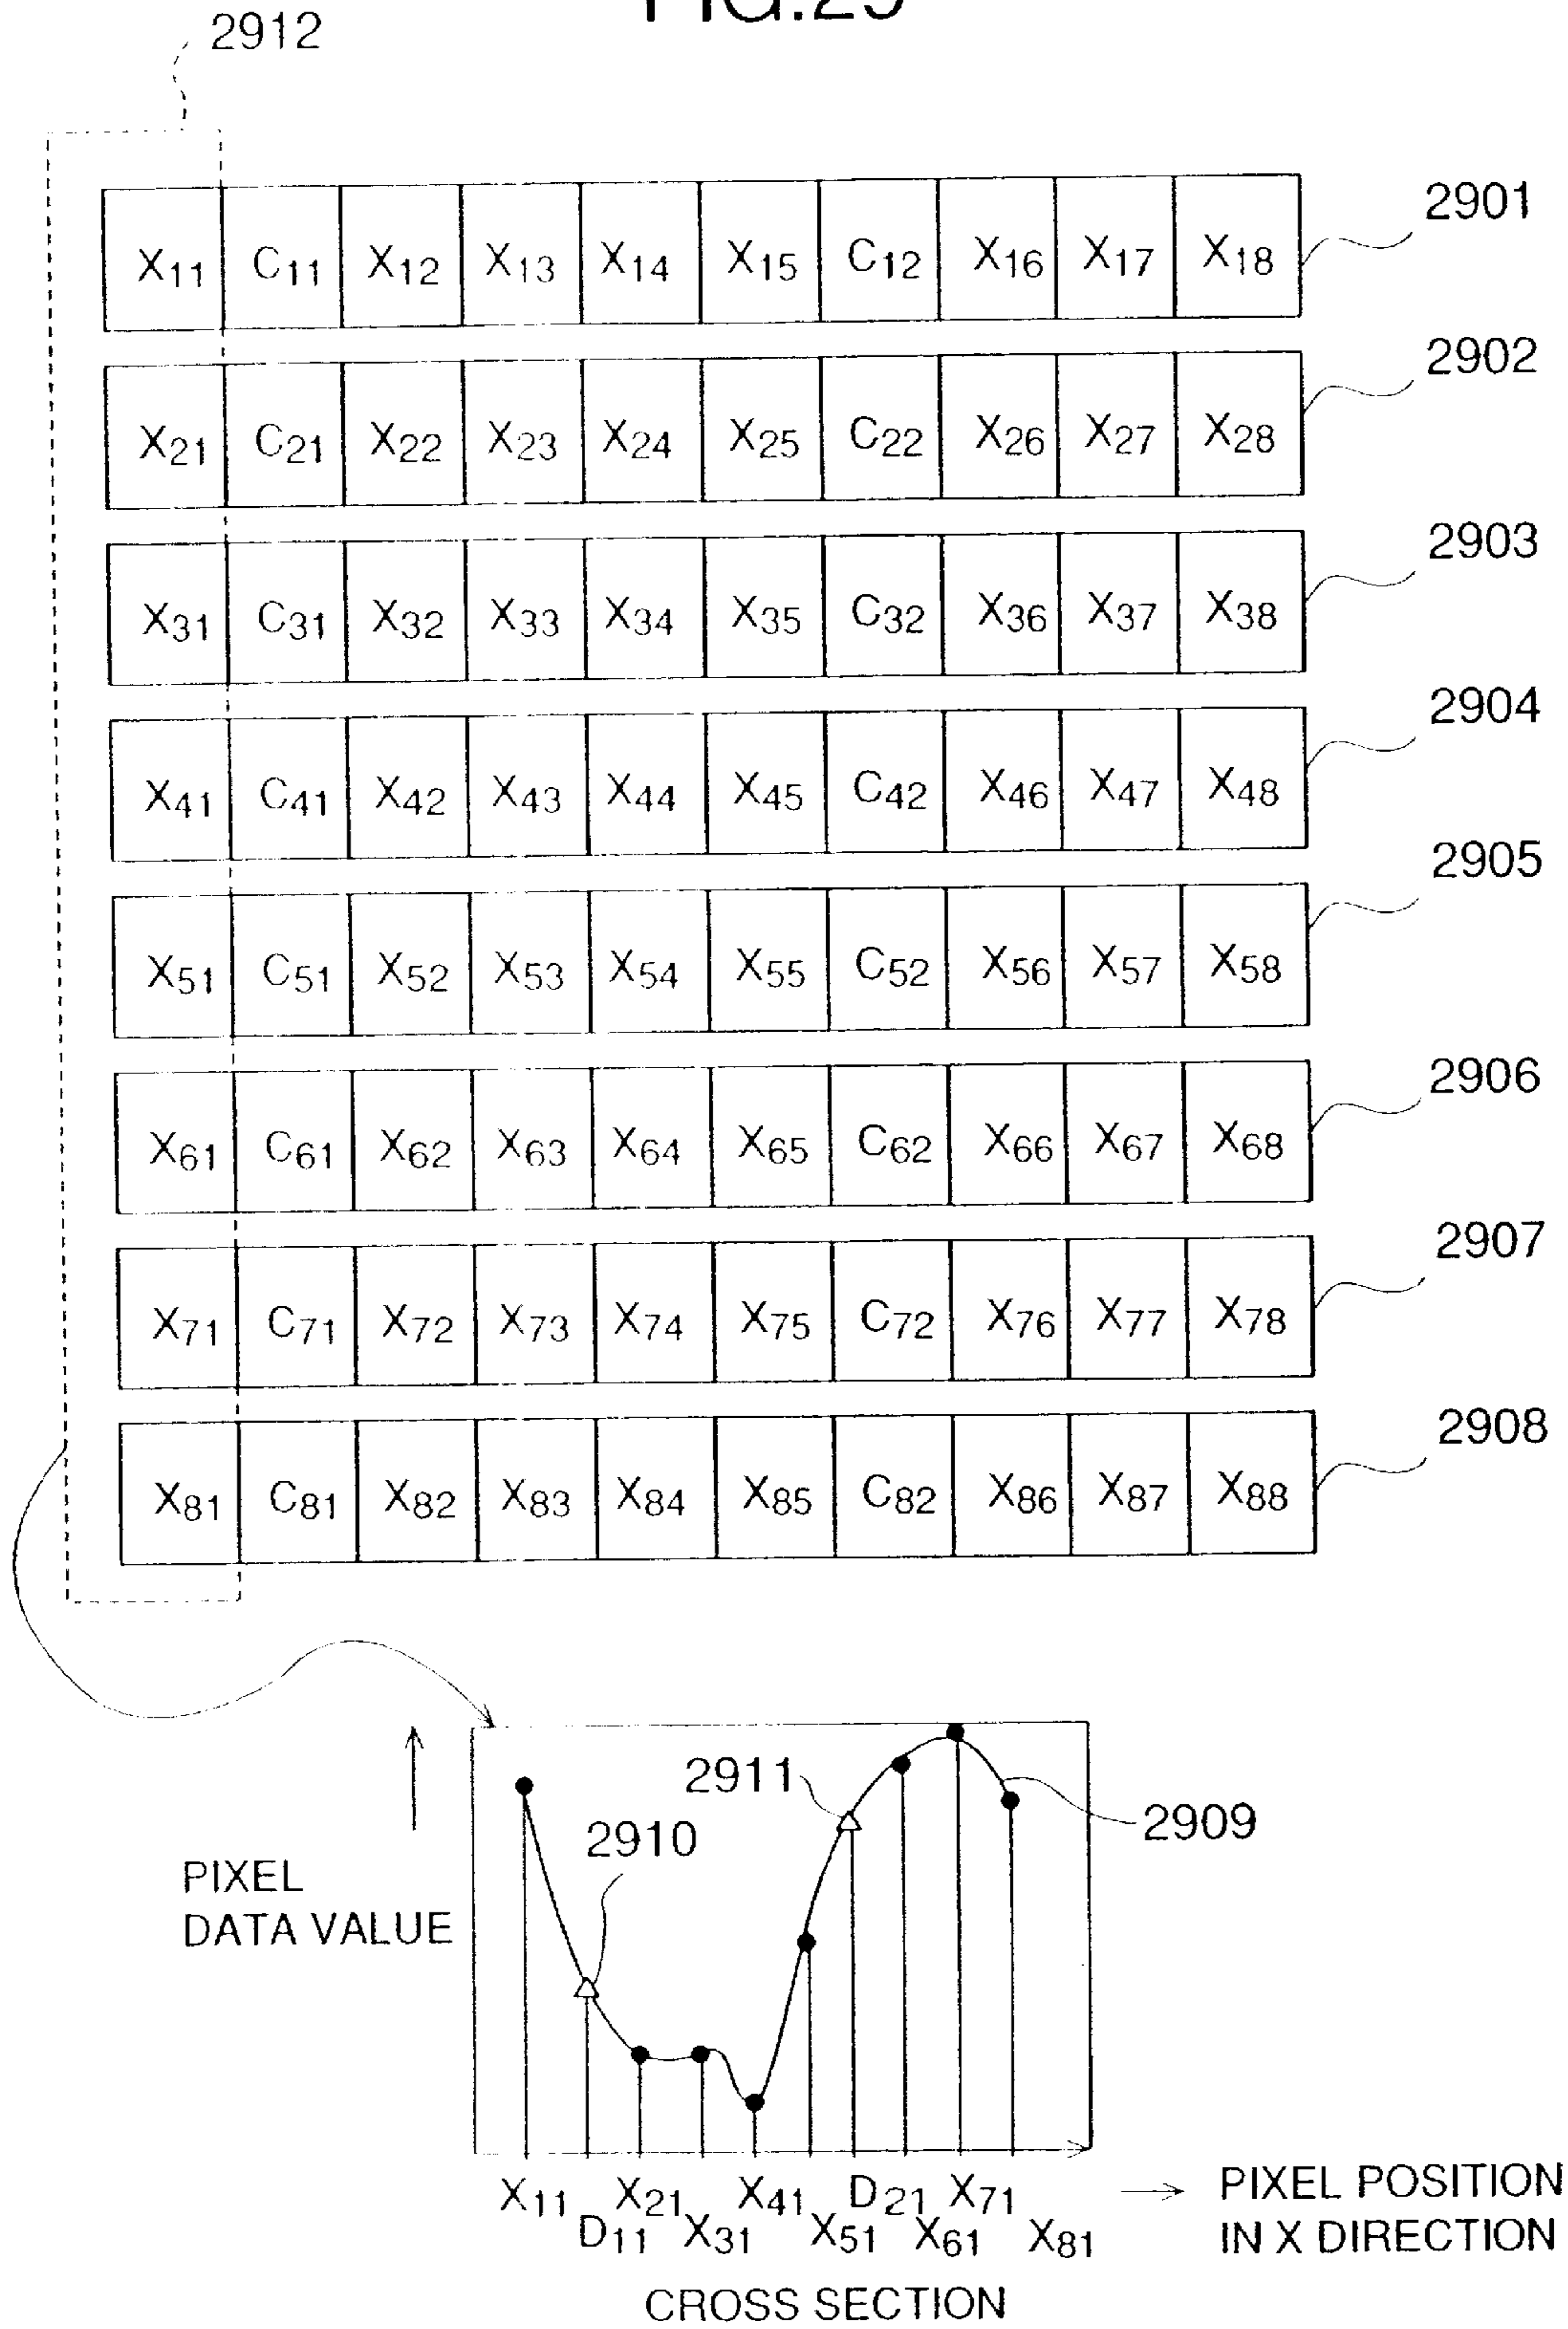 FIG.29
2912
X11 C11 X12 X13 X14 X15 C12 X16 X17 X18
2901
X21 C21 X22 X23 X24 X25 C22 X26 X27 X28
2902
X31 C31 X32 X33 X34 X35 C32 X36 X37 X38
2903
X41 C41 X42 X43 X44 X45 C42 X46 X47 X48
2904
X51 C51 X52 X53 X54 X55 C52 X56 X57 X58
2905
X61 C61 X62 X63 X64 X65 C62 X66 X67 X68
2906
X71 C71 X72 X73 X74 X75 C72 X76 X77 X78
2907
X81 C81 X82 X83 X84 X85 C82 X86 X87 X88
2908
2911
2909
2910
PIXEL
DATA VALUE
X11 X21 X41 D21 X71
D11 X31 X51 X61 X81
PIXEL POSITION
IN X DIRECTION
CROSS SECTION